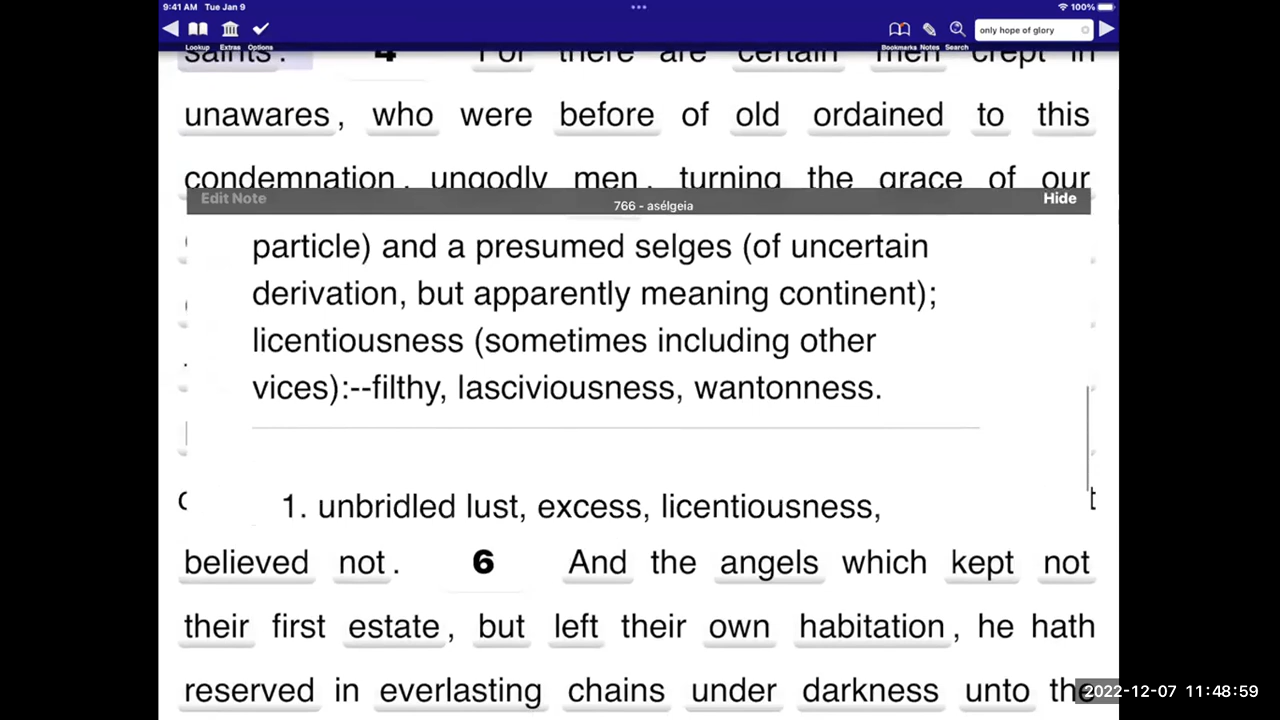 9:41 AM Tue Jan 9
100%
Lookup Extras Options
Bookmarks Notes Search
only hope of glory
saints . 4 For there are certain men crept in
unawares , who were before of old ordained to this
condemnation , ungodly men , turning the grace of our
Edit Note 766 - asélgeia Hide
particle) and a presumed selges (of uncertain
derivation, but apparently meaning continent);
licentiousness (sometimes including other
vices):--filthy, lasciviousness, wantonness.
1. unbridled lust, excess, licentiousness,
believed not . 6 And the angels which kept not
their first estate , but left their own habitation , he hath
reserved in everlasting chains under darkness unto the
2022-12-07 11:48:59